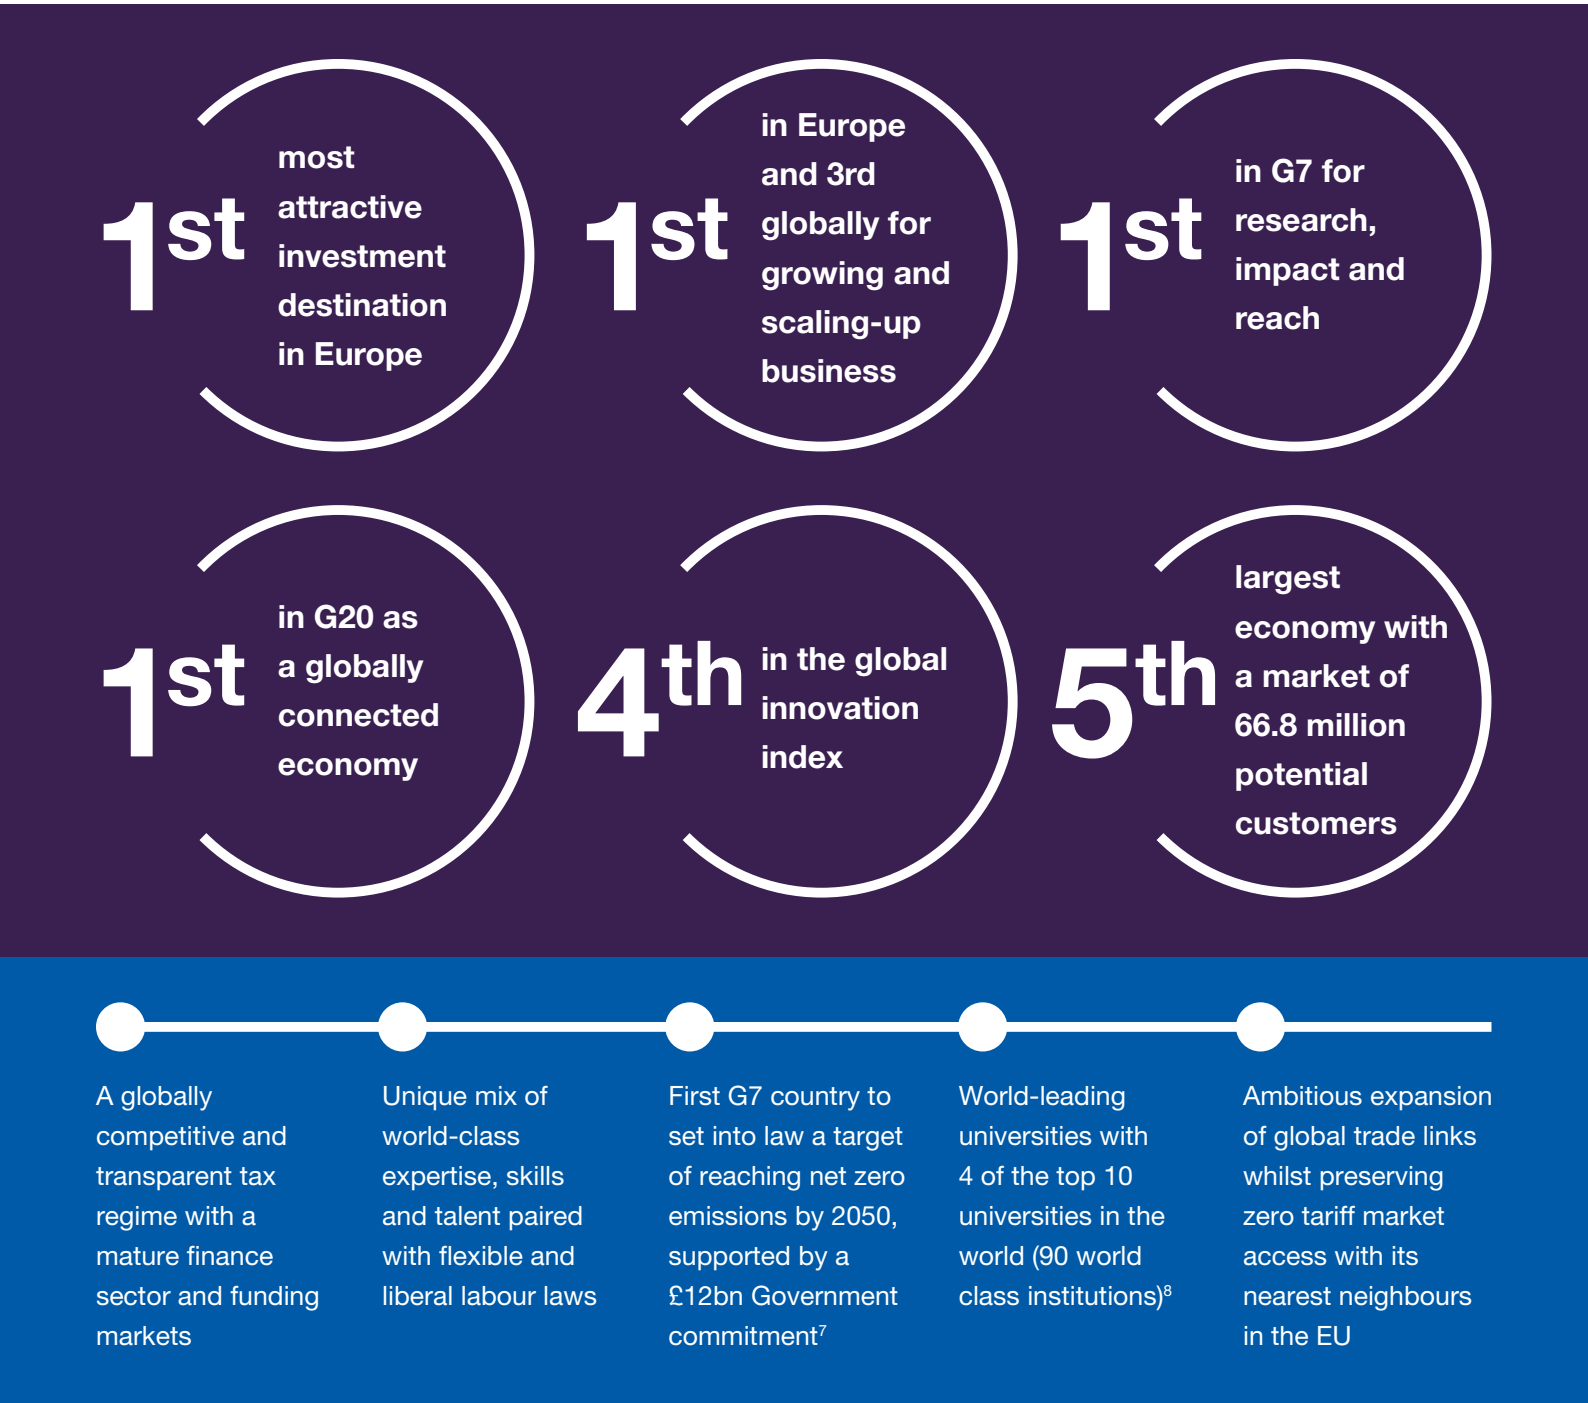 1st
most
attractive
investment
destination
in Europe
1st
in Europe
and 3rd
globally for
growing and
scaling-up
business
1st
in G7 for
research,
impact and
reach
1st
in G20 as
a globally
connected
economy
4th
in the global
innovation
index
5th
largest
economy with
a market of
66.8 million
potential
customers
A globally
competitive and
transparent tax
regime with a
mature finance
sector and funding
markets
Unique mix of
world-class
expertise, skills
and talent paired
with flexible and
liberal labour laws
First G7 country to
set into law a target
of reaching net zero
emissions by 2050,
supported by a
£12bn Government
commitment⁷
World-leading
universities with
4 of the top 10
universities in the
world (90 world
class institutions)⁸
Ambitious expansion
of global trade links
whilst preserving
zero tariff market
access with its
nearest neighbours
in the EU